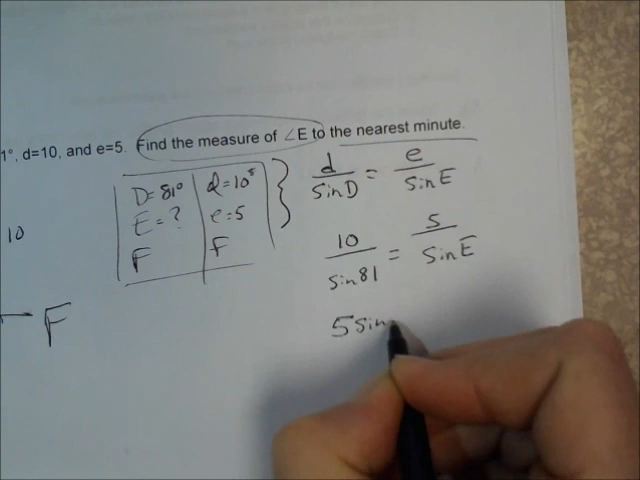 1°, d=10, and e=5. Find the measure of ∠E to the nearest minute.
D=81° d=10
E=? e=5
F F
10
F
d/sinD = e/sinE
10/sin81 = 5/sinE
5sin